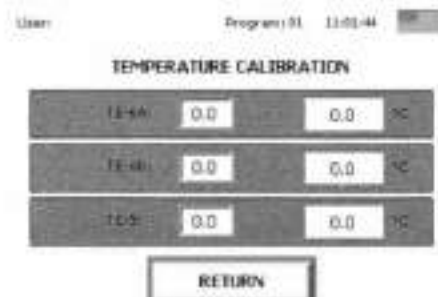 User: Program: 01 11:01:44
TEMPERATURE CALIBRATION
0.0 0.0 °C
0.0 0.0 °C
0.0 0.0 °C
RETURN